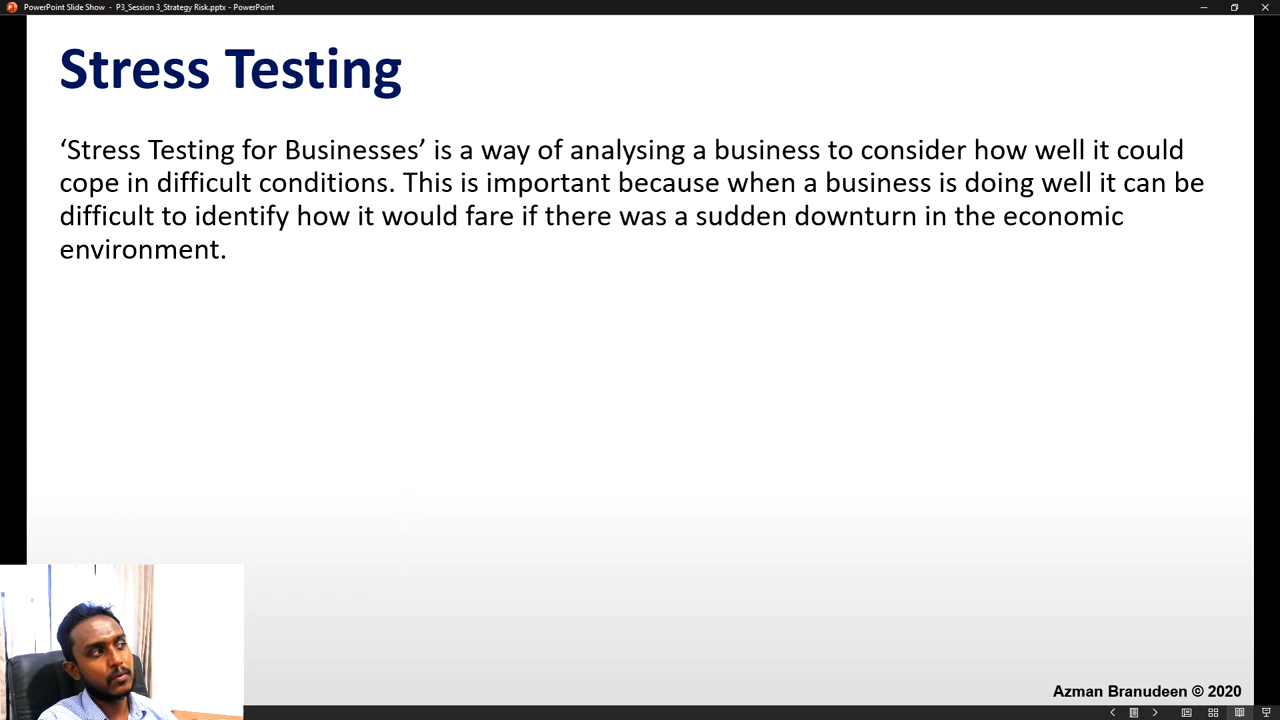 PowerPoint Slide Show - P3_Session 3_Strategy Risk.pptx - PowerPoint
Stress Testing
‘Stress Testing for Businesses’ is a way of analysing a business to consider how well it could
cope in difficult conditions. This is important because when a business is doing well it can be
difficult to identify how it would fare if there was a sudden downturn in the economic
environment.
Azman Branudeen © 2020